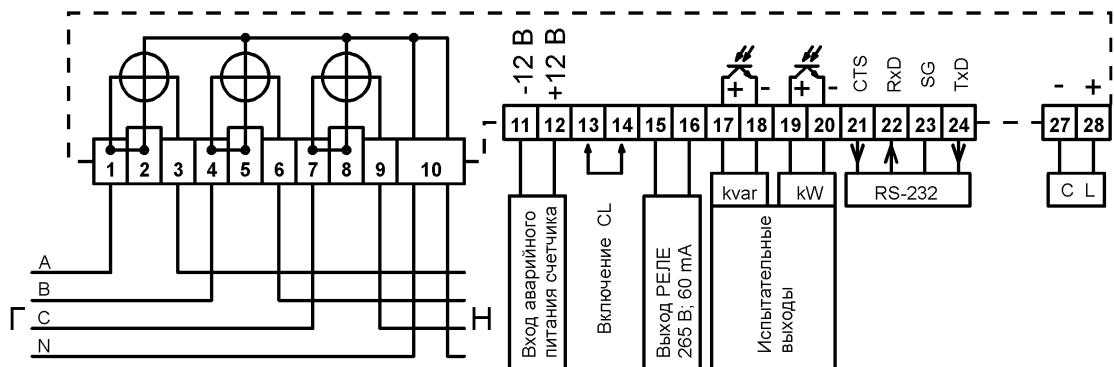 -12 В
+12 В
+ -
+ -
CTS
RxD
SG
TxD
- +
1 2 3 4 5 6 7 8 9 10
11 12 13 14 15 16 17 18 19 20 21 22 23 24 27 28
kvar
kW
RS-232
C L
Вход аварийного
питания счетчика
Включение CL
Выход РЕЛЕ
265 В; 60 mA
Испытательные
выходы
A
B
Г C Н
N